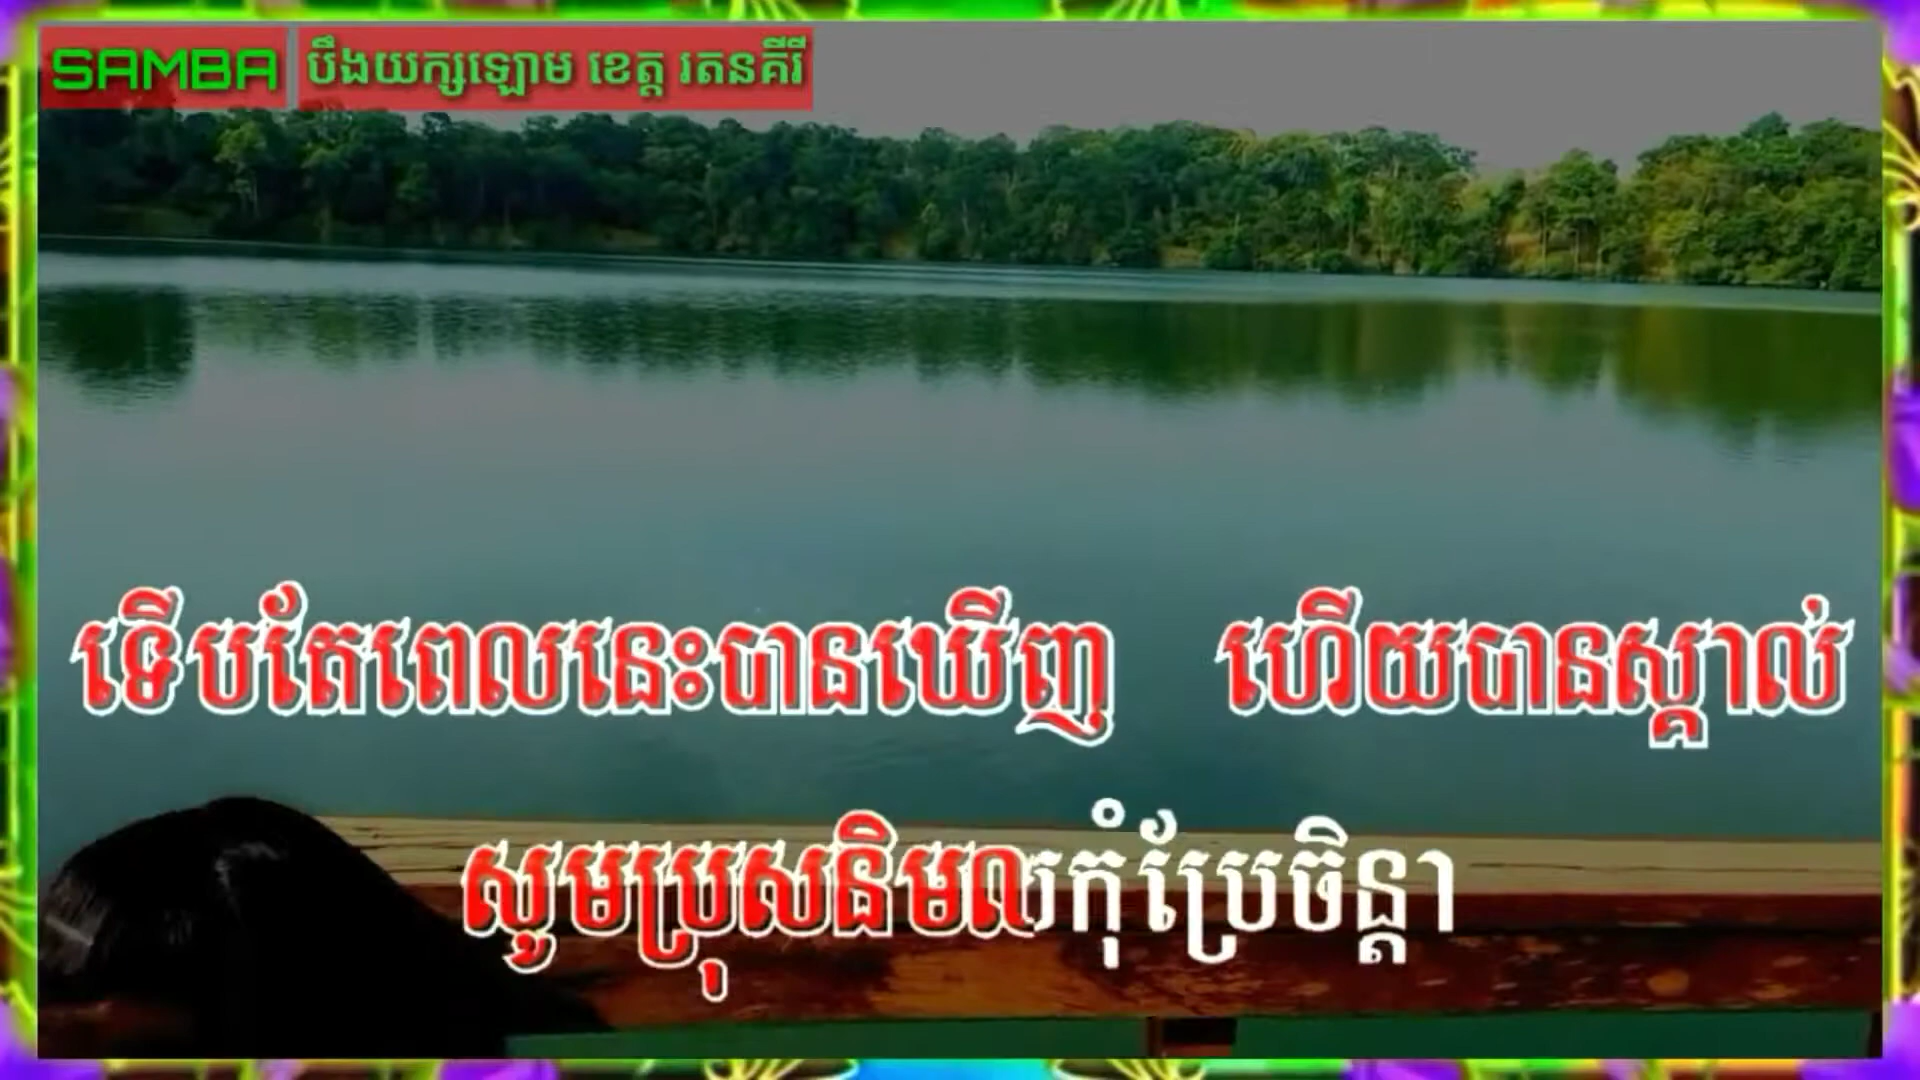 SAMBA បឹងយក្សឡោម ខេត្ត រតនគីរី
ទើបតែពេលនេះបានឃើញ ហើយបានស្គាល់
សូមប្រុសនិមលកុំប្រែចិន្តា